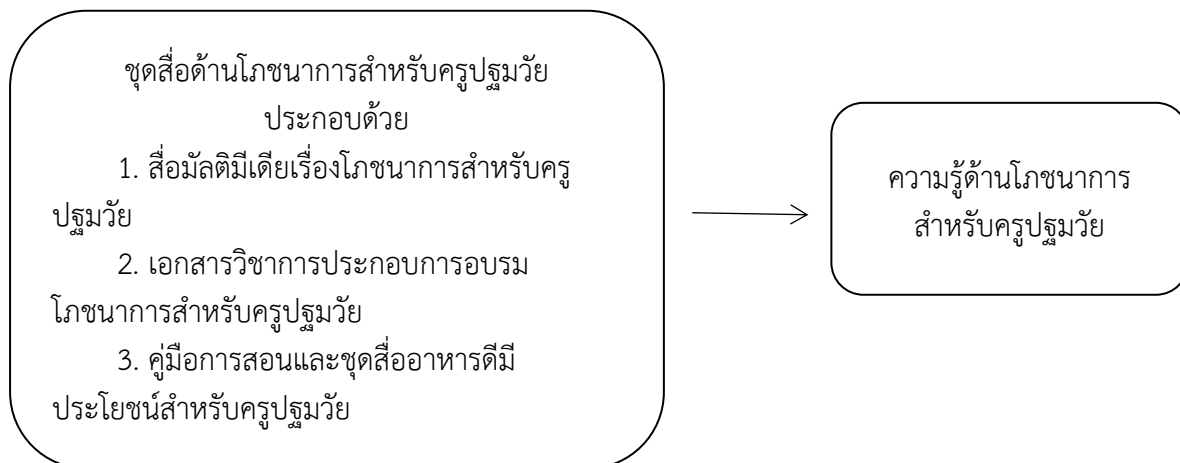 ชุดสื่อด้านโภชนาการสำหรับครูปฐมวัย
ประกอบด้วย
1. สื่อมัลติมีเดียเรื่องโภชนาการสำหรับครู
ปฐมวัย
2. เอกสารวิชาการประกอบการอบรม
โภชนาการสำหรับครูปฐมวัย
3. คู่มือการสอนและชุดสื่ออาหารดีมี
ประโยชน์สำหรับครูปฐมวัย
ความรู้ด้านโภชนาการ
สำหรับครูปฐมวัย